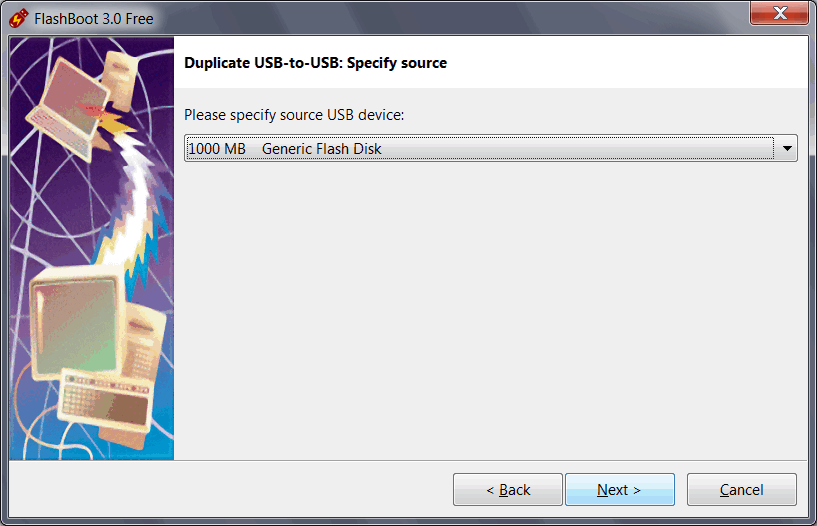 FlashBoot 3.0 Free
Duplicate USB-to-USB: Specify source
Please specify source USB device:
1000 MB    Generic Flash Disk
< Back    Next >    Cancel